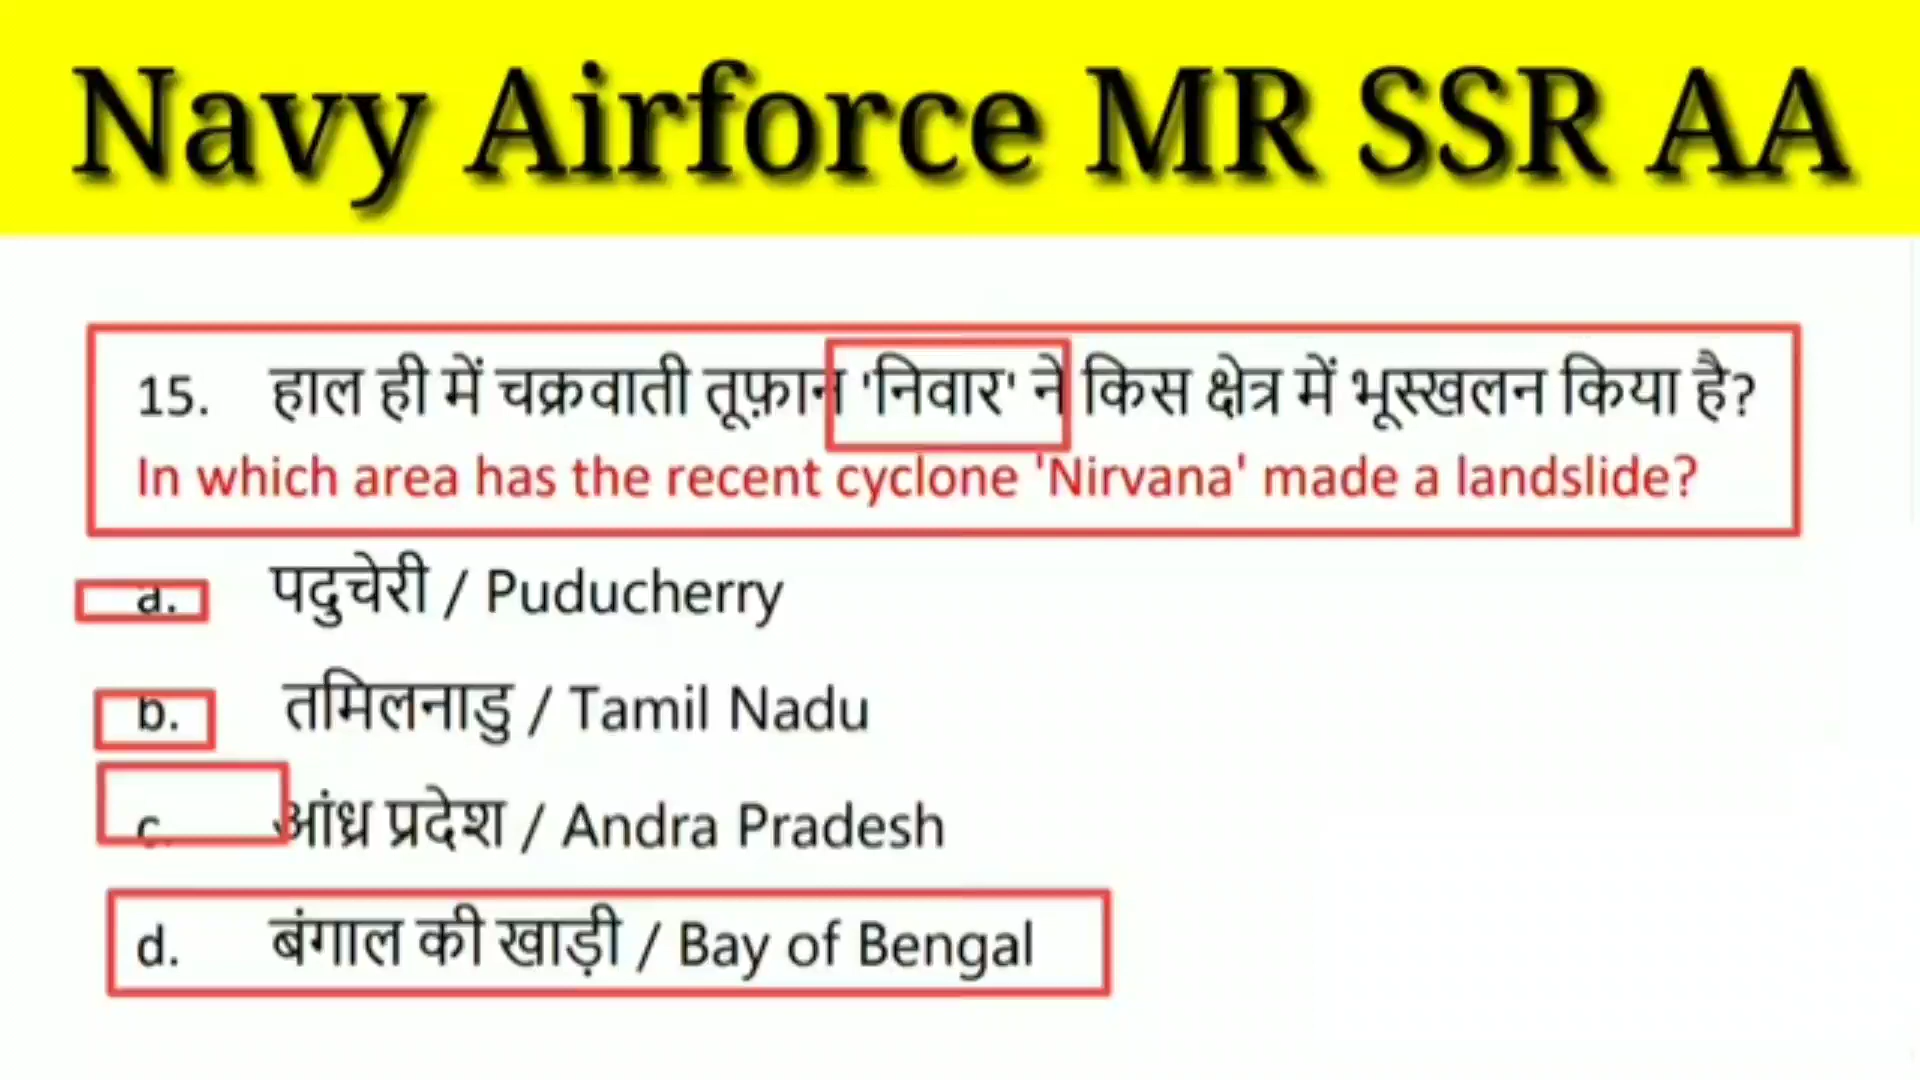 Navy Airforce MR SSR AA
15. हाल ही में चक्रवाती तूफ़ान 'निवार' ने किस क्षेत्र में भूस्खलन किया है?
In which area has the recent cyclone 'Nirvana' made a landslide?
a. पदुचेरी / Puducherry
b. तमिलनाडु / Tamil Nadu
c. आंध्र प्रदेश / Andra Pradesh
d. बंगाल की खाड़ी / Bay of Bengal